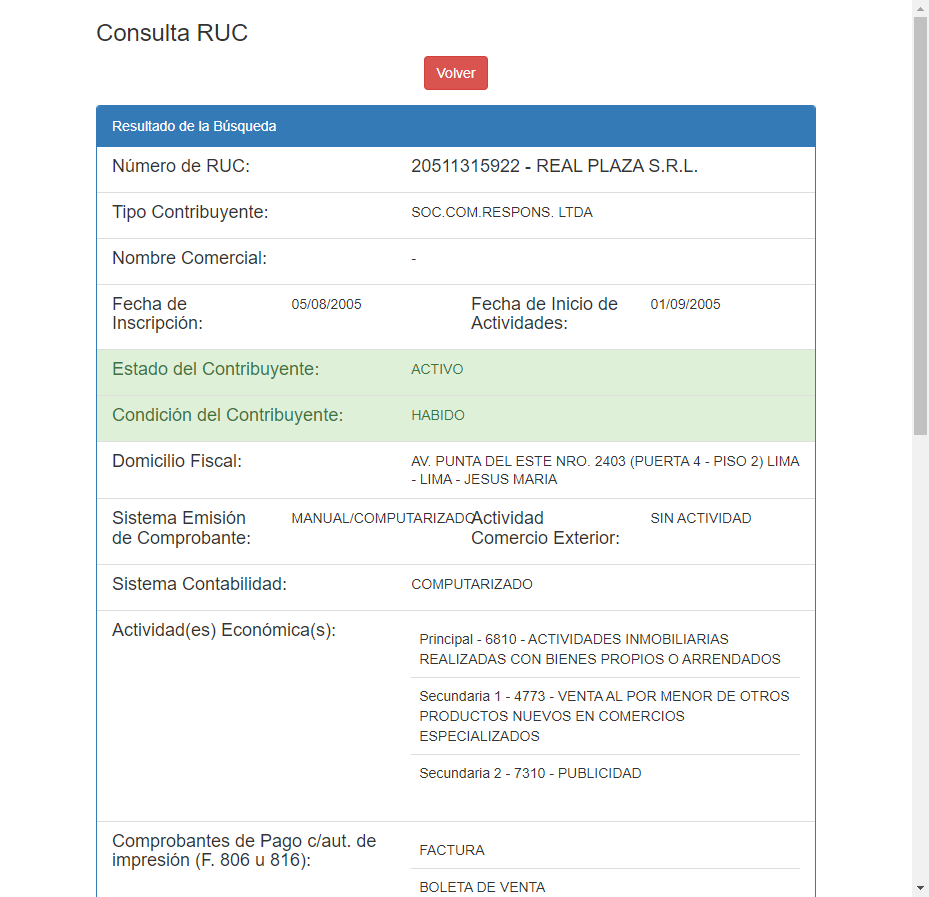 Consulta RUC
Volver
Resultado de la Búsqueda
Número de RUC:
20511315922 - REAL PLAZA S.R.L.
Tipo Contribuyente:
SOC.COM.RESPONS. LTDA
Nombre Comercial:
-
Fecha de
Inscripción:
05/08/2005
Fecha de Inicio de
Actividades:
01/09/2005
Estado del Contribuyente:
ACTIVO
Condición del Contribuyente:
HABIDO
Domicilio Fiscal:
AV. PUNTA DEL ESTE NRO. 2403 (PUERTA 4 - PISO 2) LIMA
- LIMA - JESUS MARIA
Sistema Emisión
de Comprobante:
MANUAL/COMPUTARIZADO
Actividad
Comercio Exterior:
SIN ACTIVIDAD
Sistema Contabilidad:
COMPUTARIZADO
Actividad(es) Económica(s):
Principal - 6810 - ACTIVIDADES INMOBILIARIAS
REALIZADAS CON BIENES PROPIOS O ARRENDADOS
Secundaria 1 - 4773 - VENTA AL POR MENOR DE OTROS
PRODUCTOS NUEVOS EN COMERCIOS
ESPECIALIZADOS
Secundaria 2 - 7310 - PUBLICIDAD
Comprobantes de Pago c/aut. de
impresión (F. 806 u 816):
FACTURA
BOLETA DE VENTA